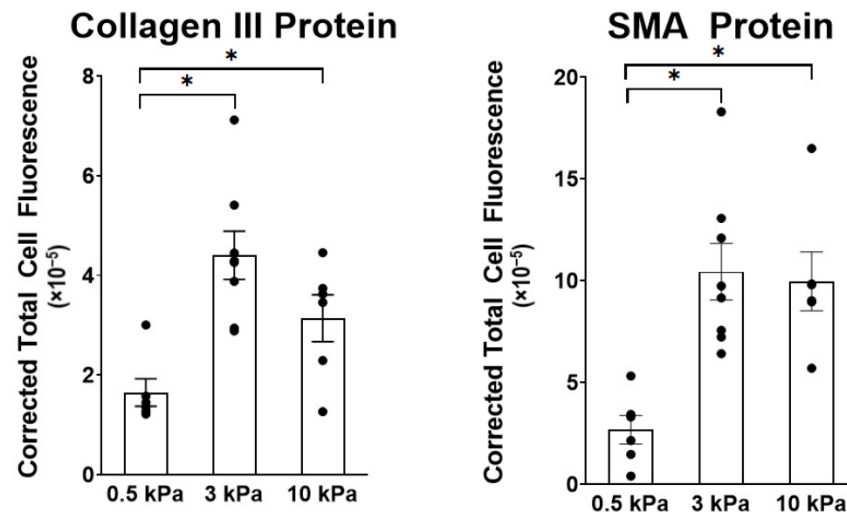 Collagen III Protein
Corrected Total Cell Fluorescence
(×10⁻⁵)
8
6
4
2
0
*
*
0.5 kPa 3 kPa 10 kPa
SMA Protein
Corrected Total Cell Fluorescence
(×10⁻⁵)
20
15
10
5
0
*
*
0.5 kPa 3 kPa 10 kPa